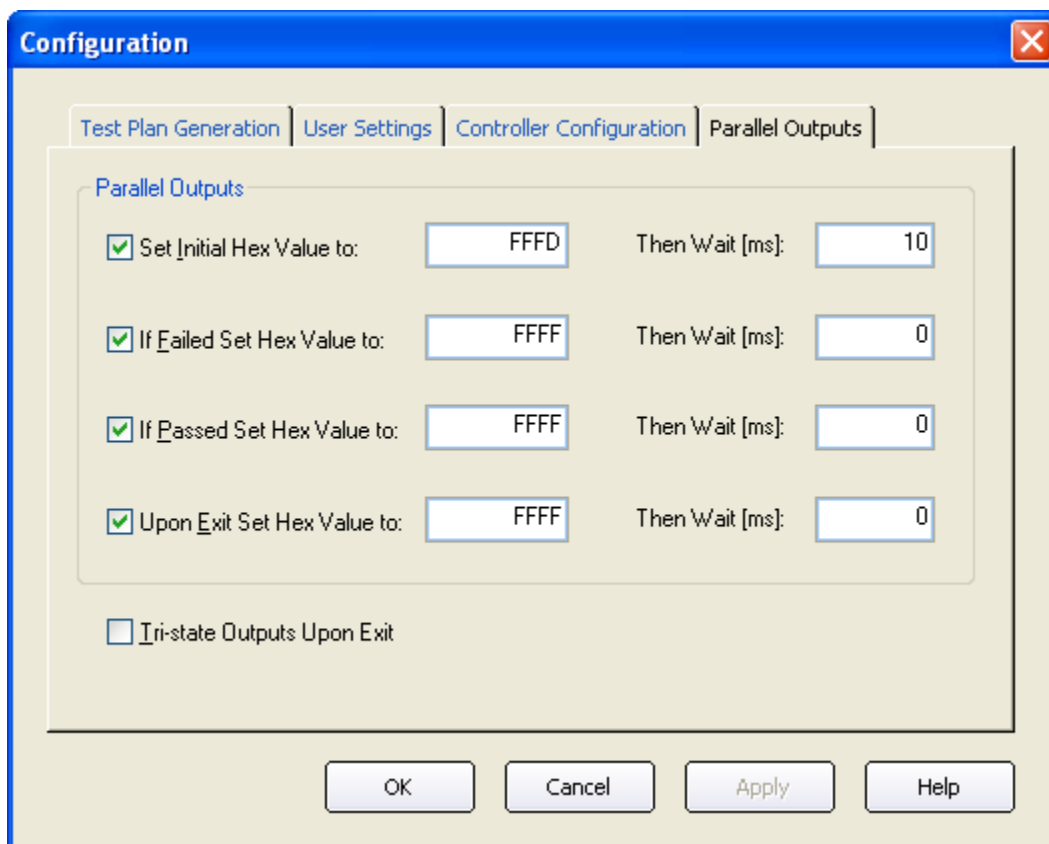 Configuration
Test Plan Generation User Settings Controller Configuration Parallel Outputs
Parallel Outputs
Set Initial Hex Value to: FFFD Then Wait [ms]: 10
If Failed Set Hex Value to: FFFF Then Wait [ms]: 0
If Passed Set Hex Value to: FFFF Then Wait [ms]: 0
Upon Exit Set Hex Value to: FFFF Then Wait [ms]: 0
Tri-state Outputs Upon Exit
OK Cancel Apply Help